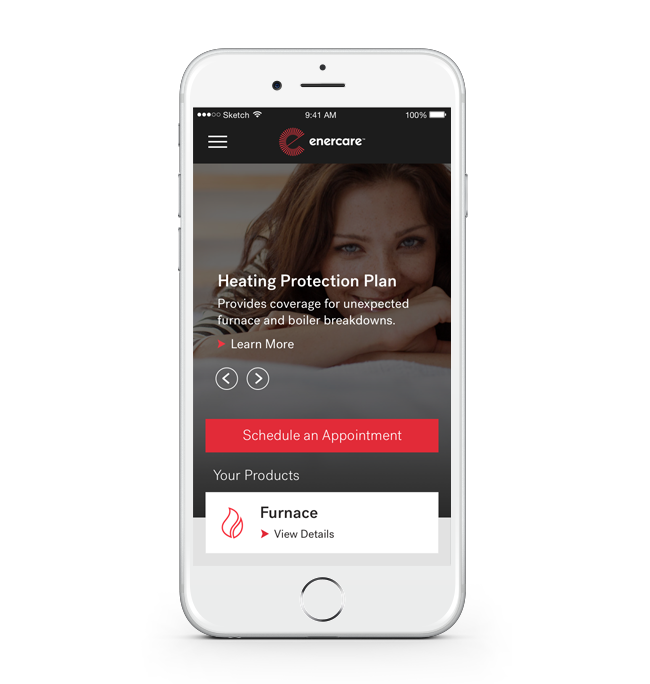 Sketch 9:41 AM 100%
enercare™
Heating Protection Plan
Provides coverage for unexpected
furnace and boiler breakdowns.
Learn More
Schedule an Appointment
Your Products
Furnace
View Details